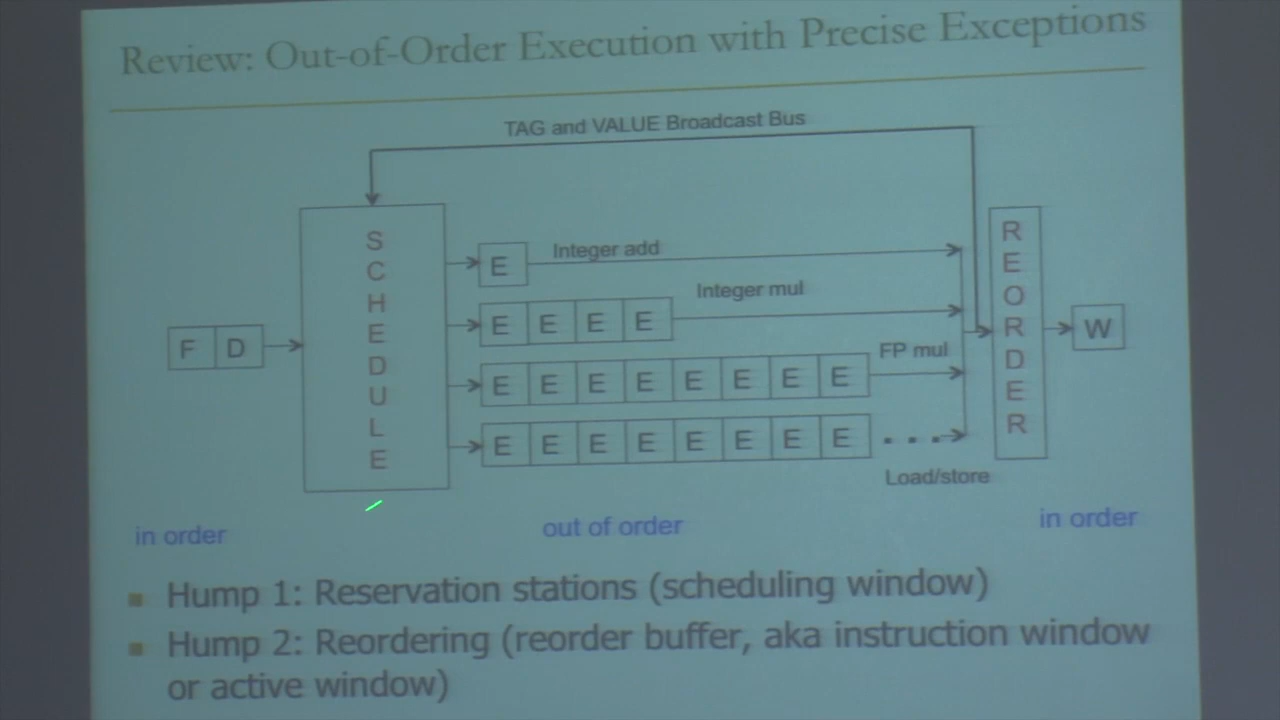 Review: Out-of-Order Execution with Precise Exceptions
TAG and VALUE Broadcast Bus
SCHEDULE
REORDER
F D
E Integer add
E E E E Integer mul
E E E E E E E E FP mul
E E E E E E E E . . .
Load/store
W
in order
out of order
in order
Hump 1: Reservation stations (scheduling window)
Hump 2: Reordering (reorder buffer, aka instruction window
or active window)